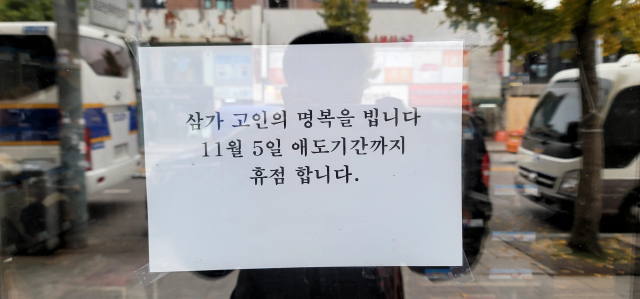 삼가 고인의 명복을 빕니다
11월 5일 애도기간까지
휴점 합니다.